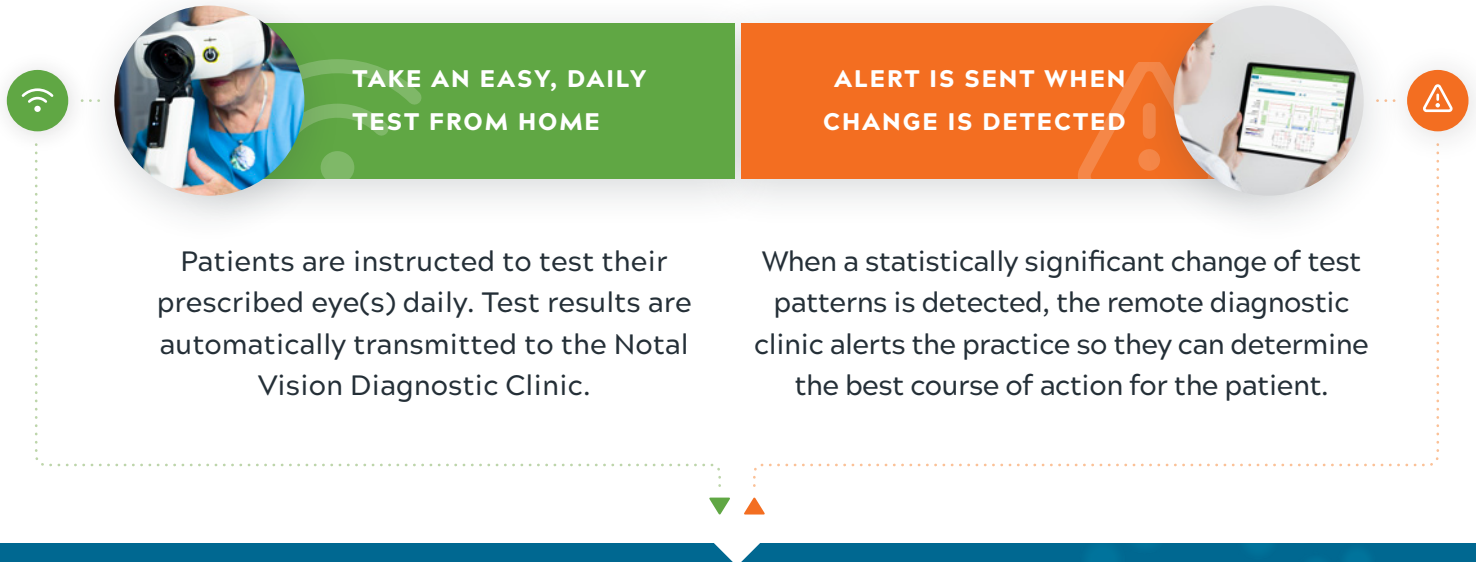 TAKE AN EASY, DAILY
TEST FROM HOME
ALERT IS SENT WHEN
CHANGE IS DETECTED
Patients are instructed to test their
prescribed eye(s) daily. Test results are
automatically transmitted to the Notal
Vision Diagnostic Clinic.
When a statistically significant change of test
patterns is detected, the remote diagnostic
clinic alerts the practice so they can determine
the best course of action for the patient.